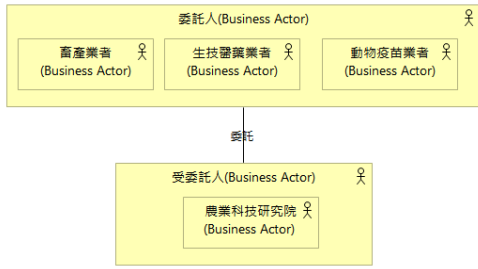 委託人(Business Actor)
畜產業者
(Business Actor)
生技醫藥業者
(Business Actor)
動物疫苗業者
(Business Actor)
委託
受委託人(Business Actor)
農業科技研究院
(Business Actor)